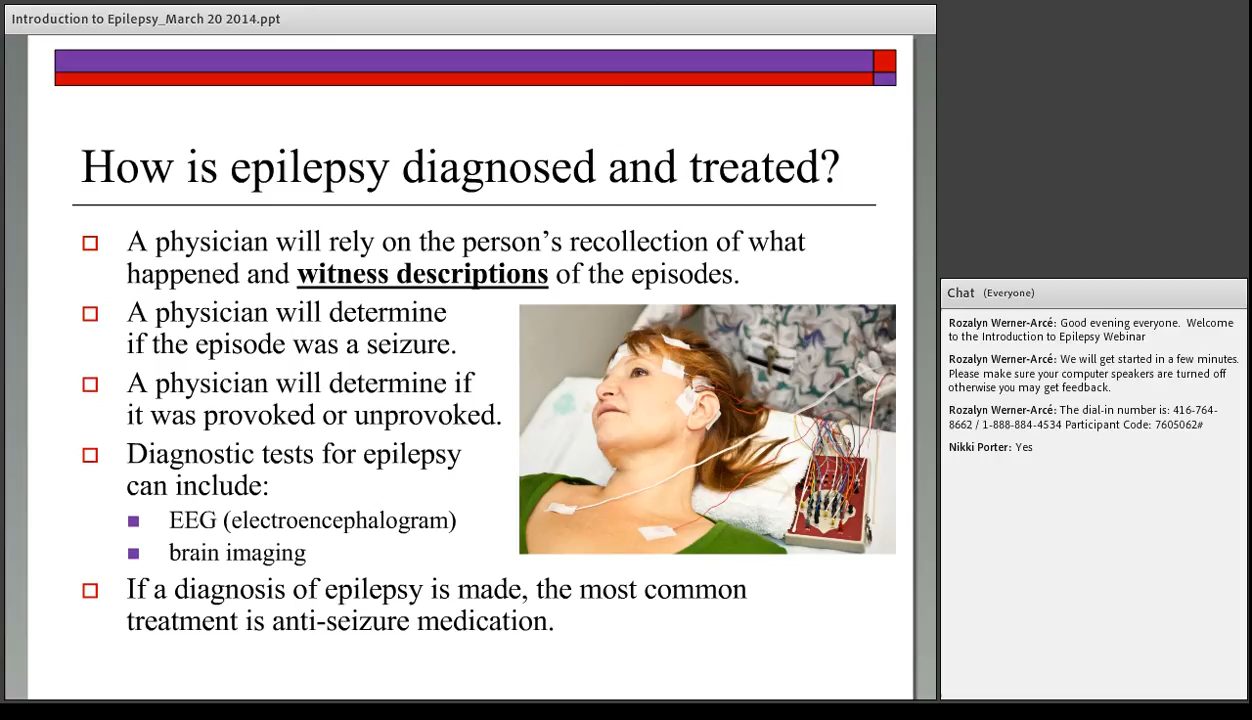 Introduction to Epilepsy_March 20 2014.ppt
How is epilepsy diagnosed and treated?
A physician will rely on the person’s recollection of what
happened and witness descriptions of the episodes.
A physician will determine
if the episode was a seizure.
A physician will determine if
it was provoked or unprovoked.
Diagnostic tests for epilepsy
can include:
EEG (electroencephalogram)
brain imaging
If a diagnosis of epilepsy is made, the most common
treatment is anti-seizure medication.
Chat (Everyone)
Rozalyn Werner-Arcé: Good evening everyone. Welcome
to the Introduction to Epilepsy Webinar
Rozalyn Werner-Arcé: We will get started in a few minutes.
Please make sure your computer speakers are turned off
otherwise you may get feedback.
Rozalyn Werner-Arcé: The dial-in number is: 416-764-
8662 / 1-888-884-4534 Participant Code: 7605062#
Nikki Porter: Yes